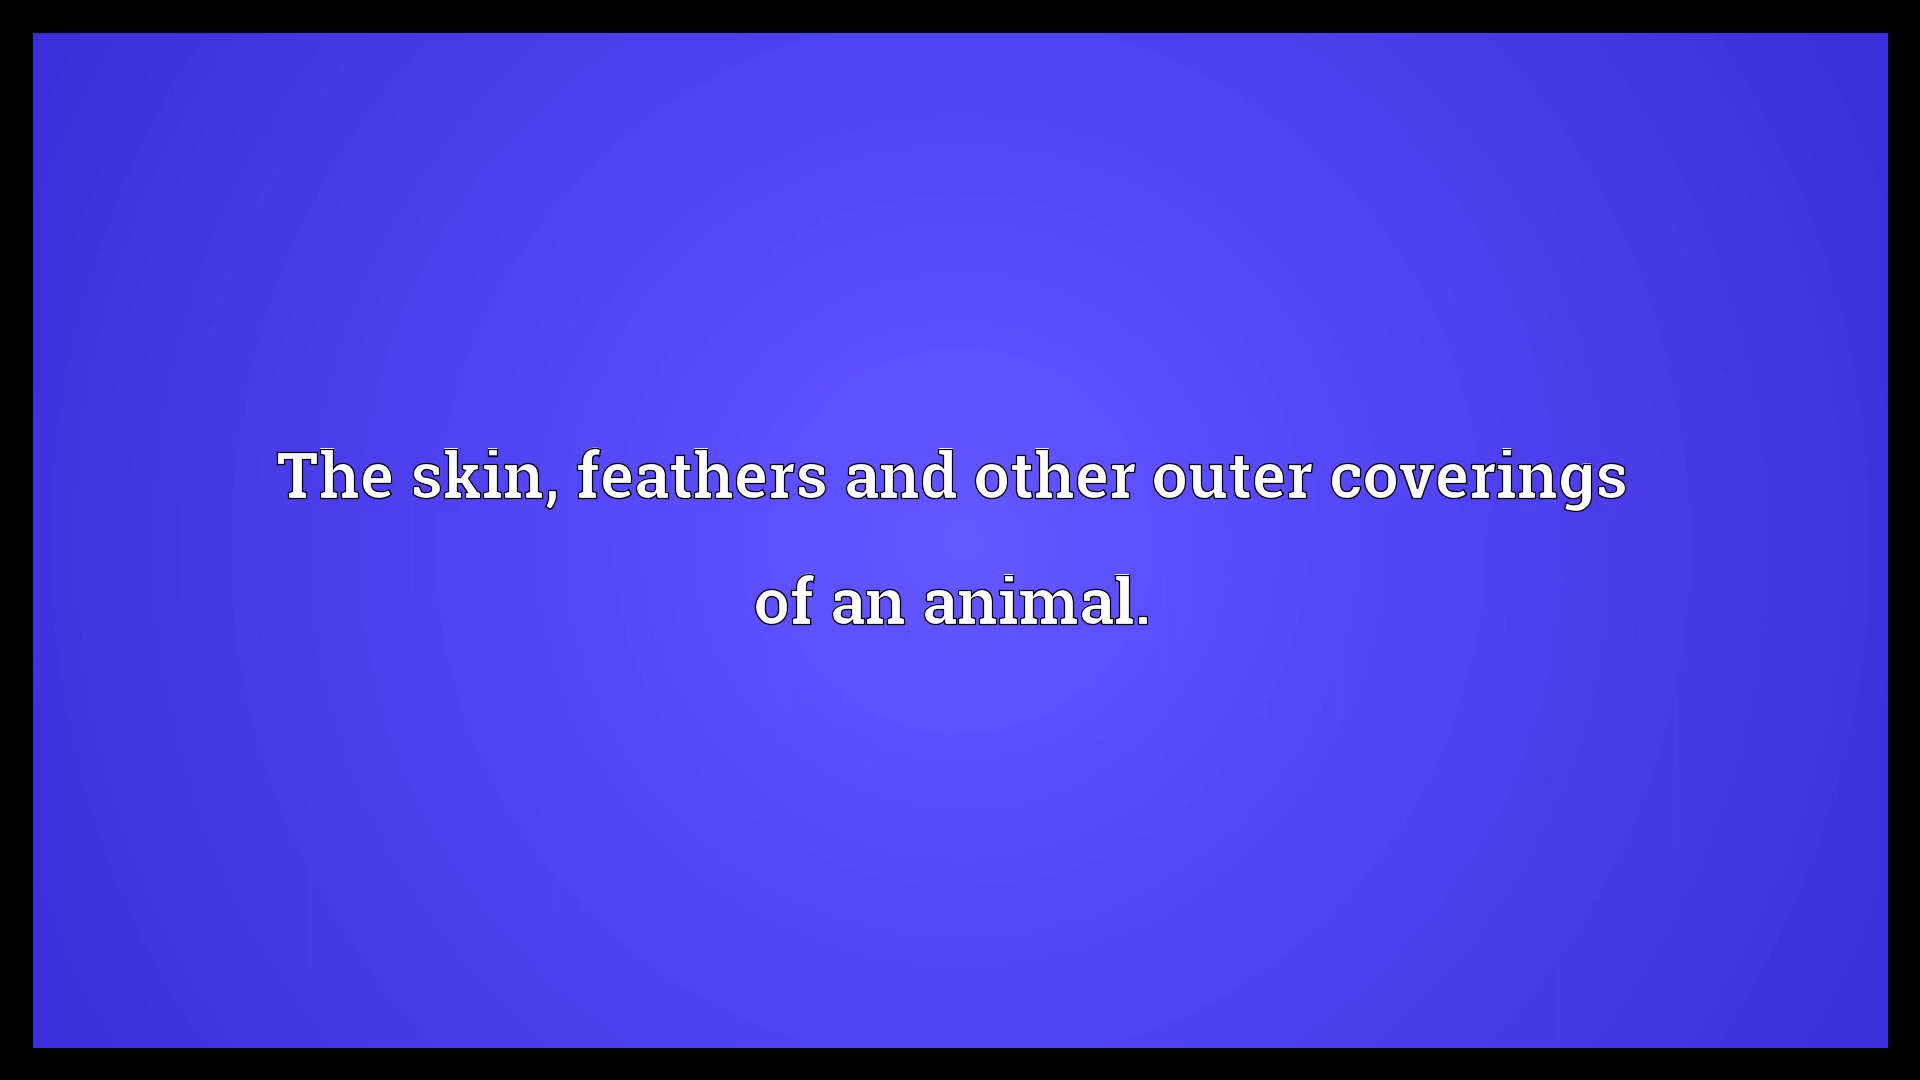 The skin, feathers and other outer coverings
of an animal.